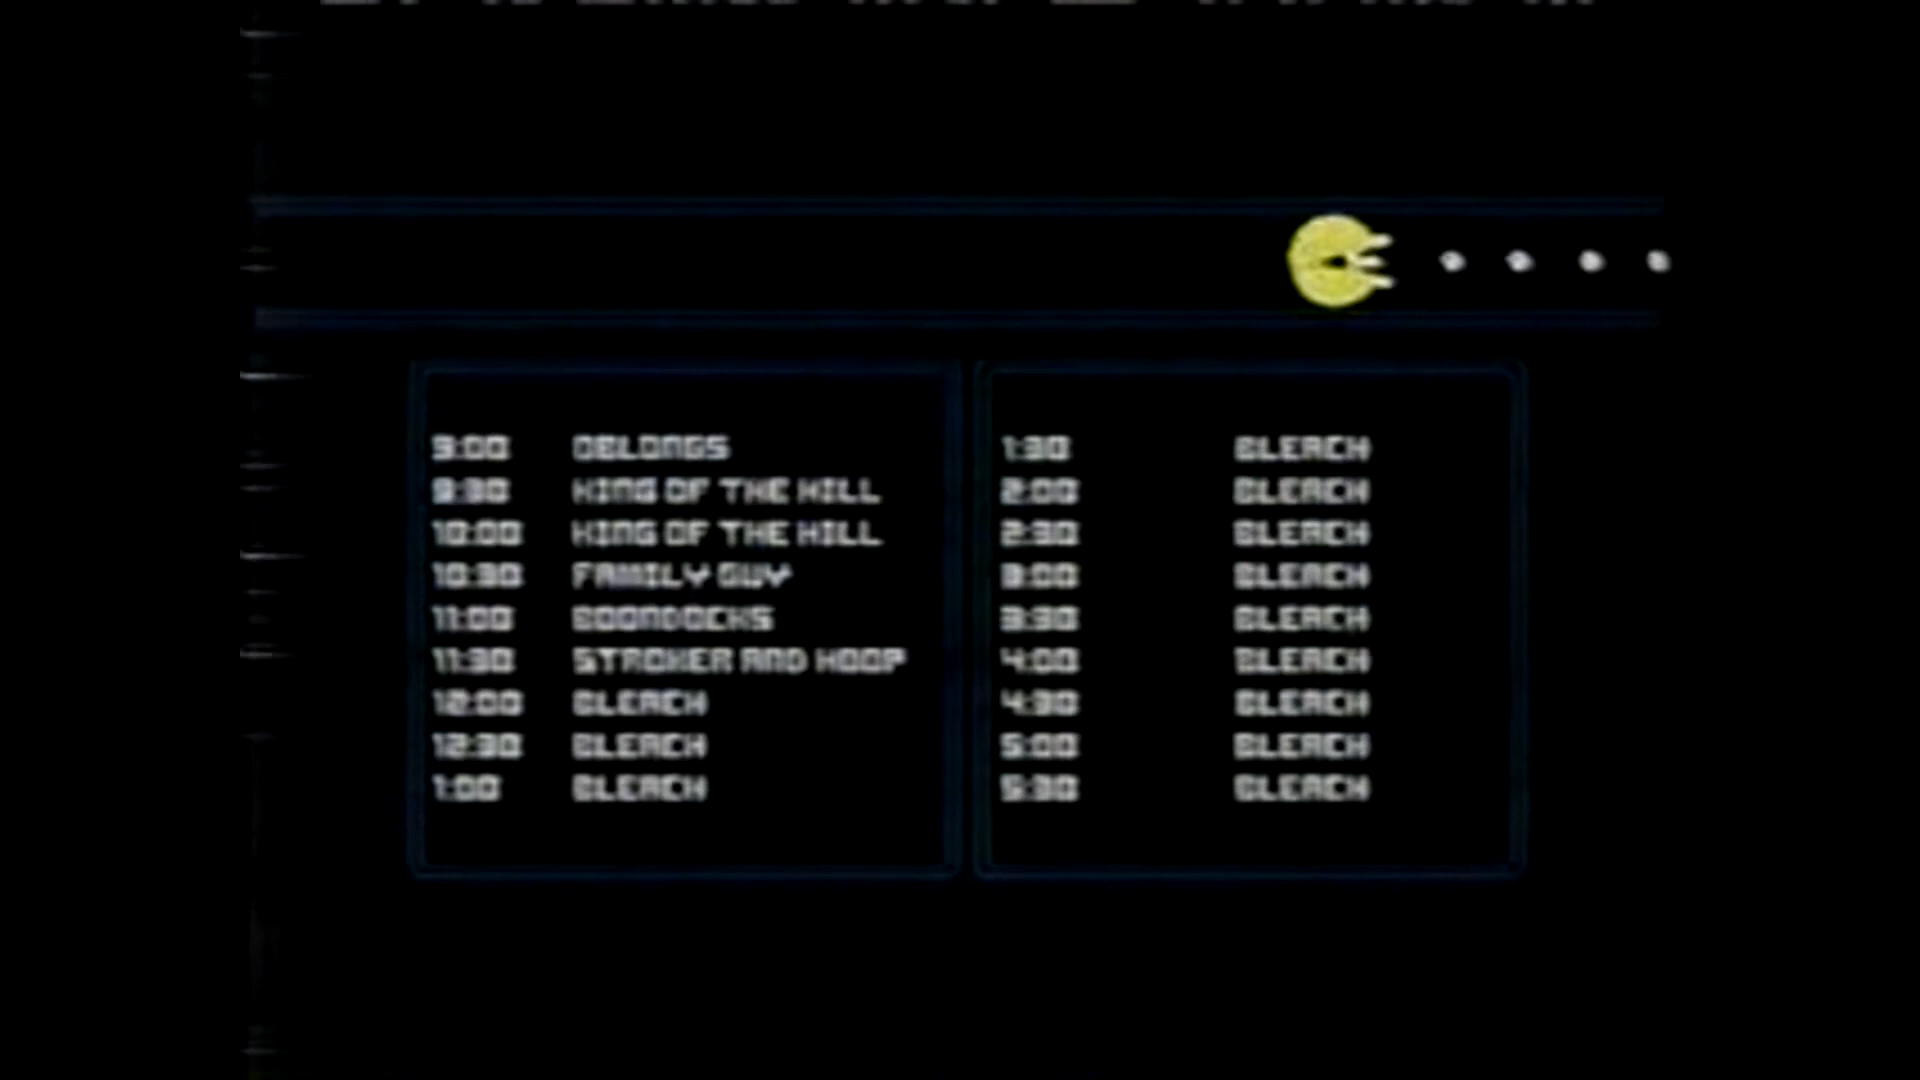 9:00 OBLONGS
9:30 KING OF THE HILL
10:00 KING OF THE HILL
10:30 FAMILY GUY
11:00 BOONDOCKS
11:30 STROKER AND HOOP
12:00 BLEACH
12:30 BLEACH
1:00 BLEACH
1:30 BLEACH
2:00 BLEACH
2:30 BLEACH
3:00 BLEACH
3:30 BLEACH
4:00 BLEACH
4:30 BLEACH
5:00 BLEACH
5:30 BLEACH